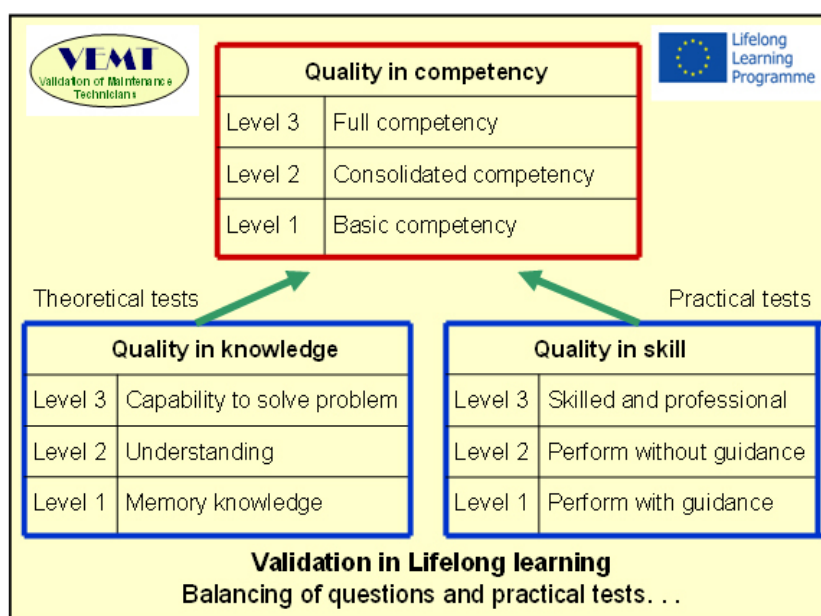 VEMT
Validation of Maintenance
Technicians
Lifelong
Learning
Programme
Quality in competency
Level 3 Full competency
Level 2 Consolidated competency
Level 1 Basic competency
Theoretical tests
Practical tests
Quality in knowledge
Level 3 Capability to solve problem
Level 2 Understanding
Level 1 Memory knowledge
Quality in skill
Level 3 Skilled and professional
Level 2 Perform without guidance
Level 1 Perform with guidance
Validation in Lifelong learning
Balancing of questions and practical tests. . .